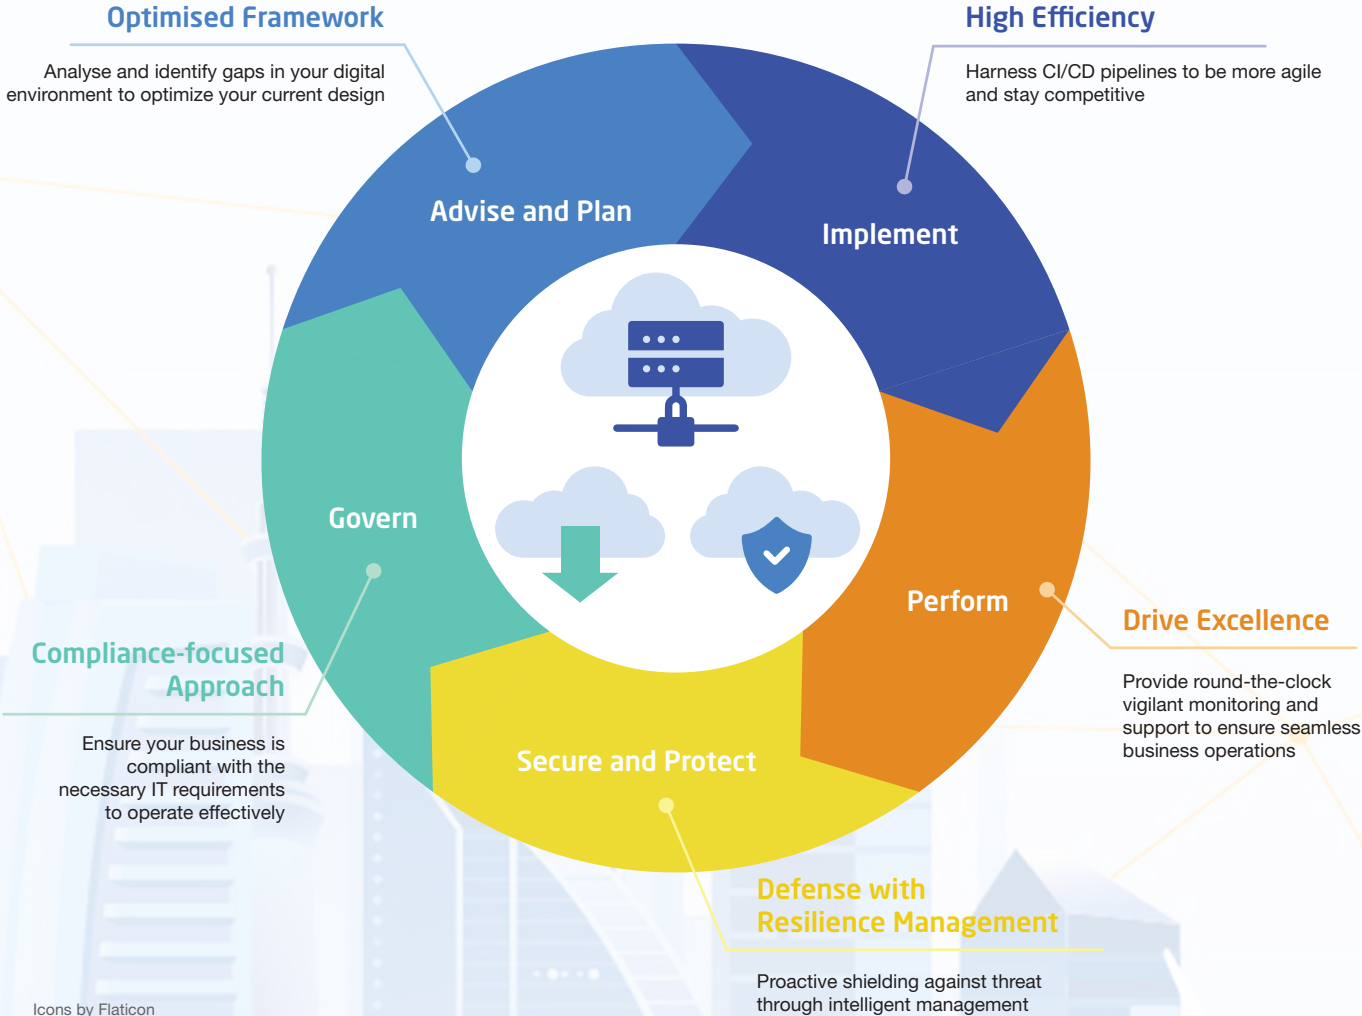 Optimised Framework
Analyse and identify gaps in your digital
environment to optimize your current design
High Efficiency
Harness CI/CD pipelines to be more agile
and stay competitive
Advise and Plan
Implement
Govern
Perform
Secure and Protect
Drive Excellence
Provide round-the-clock
vigilant monitoring and
support to ensure seamless
business operations
Compliance-focused
Approach
Ensure your business is
compliant with the
necessary IT requirements
to operate effectively
Defense with
Resilience Management
Proactive shielding against threat
through intelligent management
Icons by Flaticon